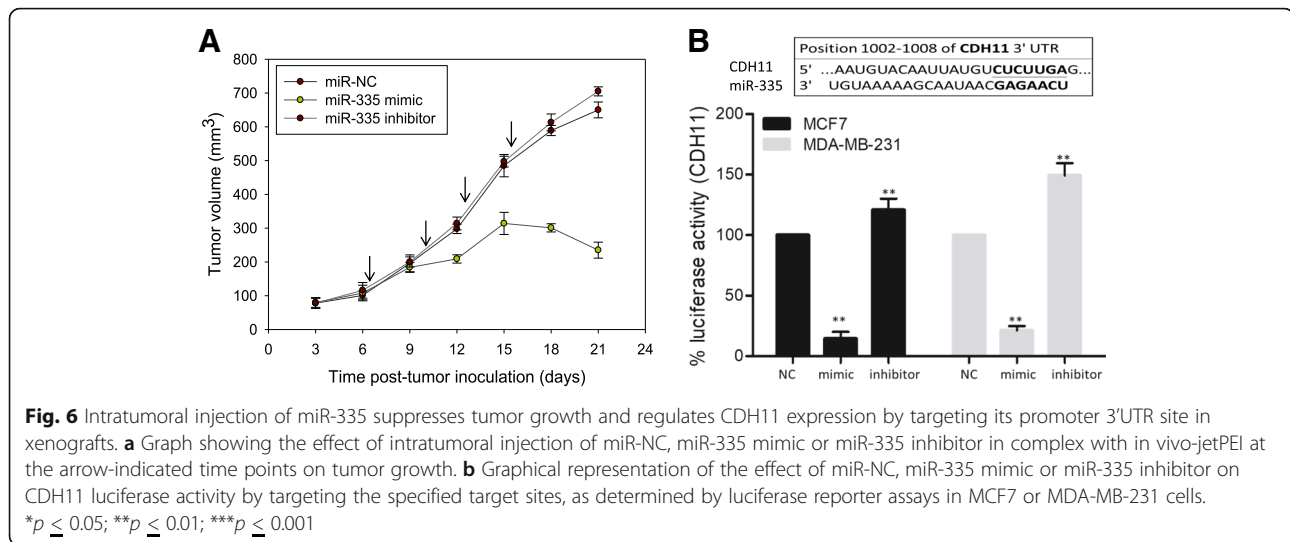 A
800
700
600
500
400
300
200
100
0
Tumor volume (mm³)
miR-NC
miR-335 mimic
miR-335 inhibitor
0 3 6 9 12 15 18 21 24
Time post-tumor inoculation (days)
B
Position 1002-1008 of CDH11 3' UTR
CDH11 5' ...AAUGUACAAUUAUGUCUCUUGAG...
miR-335 3' UGUAAAAAGCAAUAACGAGAACU
200
150
100
50
0
% luciferase activity (CDH11)
MCF7
MDA-MB-231
** ** ** **
NC mimic inhibitor NC mimic inhibitor
Fig. 6 Intratumoral injection of miR-335 suppresses tumor growth and regulates CDH11 expression by targeting its promoter 3'UTR site in
xenografts. a Graph showing the effect of intratumoral injection of miR-NC, miR-335 mimic or miR-335 inhibitor in complex with in vivo-jetPEI at
the arrow-indicated time points on tumor growth. b Graphical representation of the effect of miR-NC, miR-335 mimic or miR-335 inhibitor on
CDH11 luciferase activity by targeting the specified target sites, as determined by luciferase reporter assays in MCF7 or MDA-MB-231 cells.
*p ≤ 0.05; **p ≤ 0.01; ***p ≤ 0.001